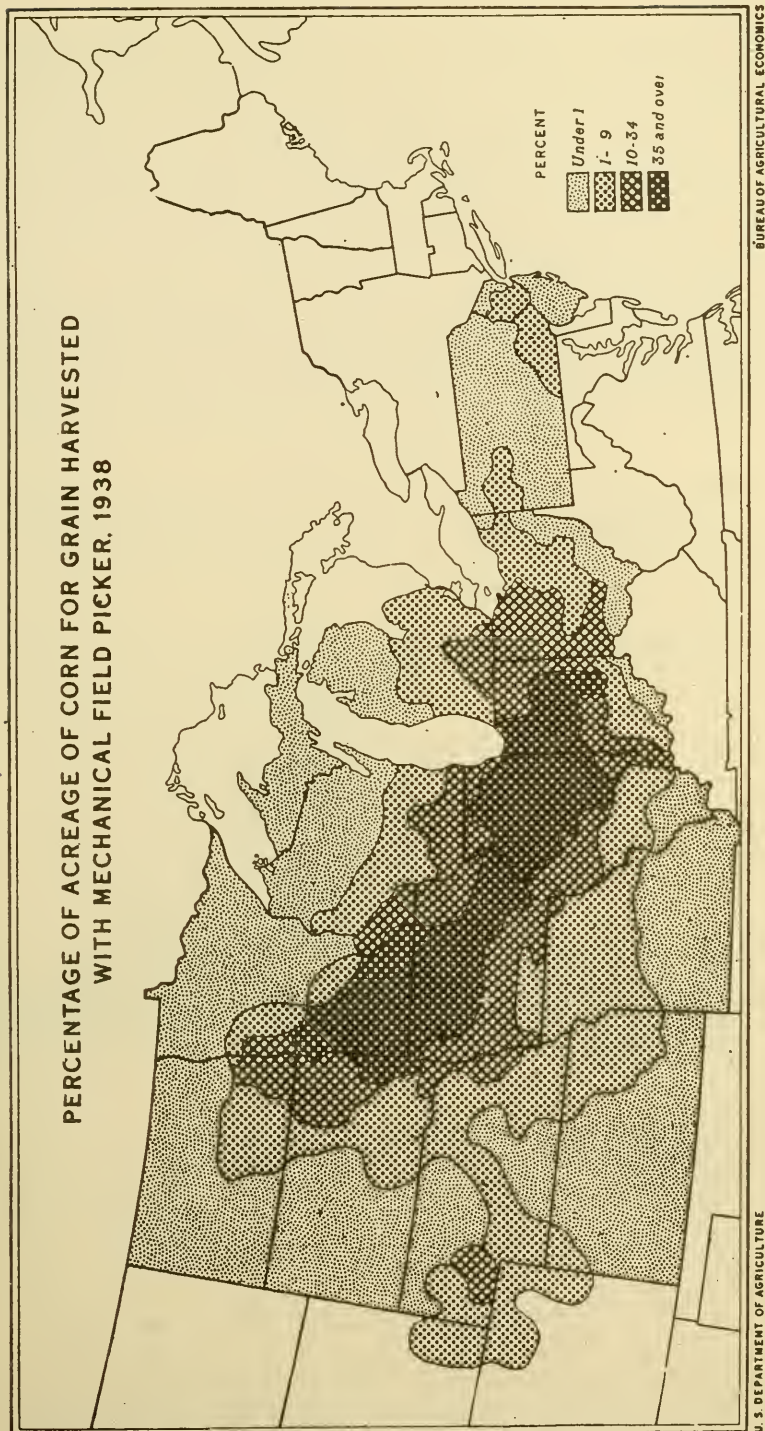 PERCENTAGE OF ACREAGE OF CORN FOR GRAIN HARVESTED
WITH MECHANICAL FIELD PICKER, 1938
PERCENT
Under 1
1- 9
10-34
35 and over
U. S. DEPARTMENT OF AGRICULTURE
BUREAU OF AGRICULTURAL ECONOMICS